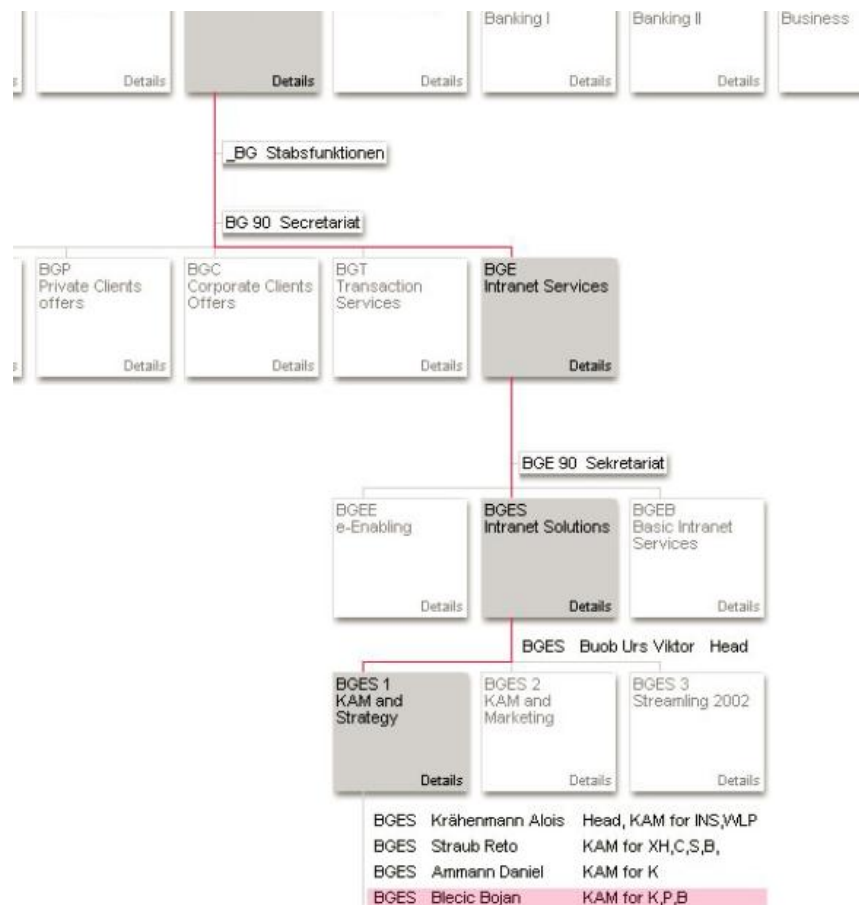 Banking I
Banking II
Business
Details
Details
Details
Details
Details
_BG Stabsfunktionen
BG 90 Secretariat
BGP
Private Clients
offers
Details
BGC
Corporate Clients
Offers
Details
BGT
Transaction
Services
Details
BGE
Intranet Services
Details
BGE 90 Sekretariat
BGEE
e-Enabling
Details
BGES
Intranet Solutions
Details
BGEB
Basic Intranet
Services
Details
BGES Buob Urs Viktor Head
BGES 1
KAM and
Strategy
Details
BGES 2
KAM and
Marketing
Details
BGES 3
Streamling 2002
Details
BGES Krähenmann Alois Head, KAM for INS,WLP
BGES Straub Reto KAM for XH,C,S,B,
BGES Ammann Daniel KAM for K
BGES Blecic Bojan KAM for K,P,B